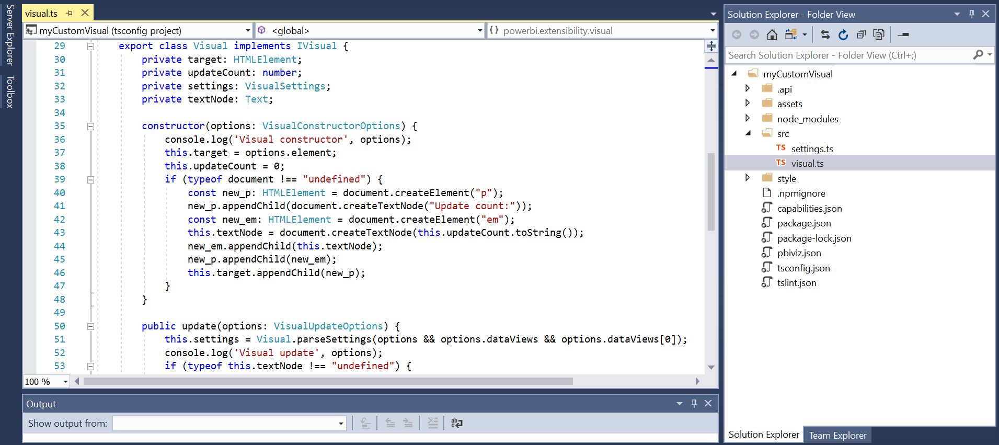 Server Explorer
Toolbox
visual.ts
myCustomVisual (tsconfig project)
<global>
{} powerbi.extensibility.visual
29 export class Visual implements IVisual {
30 private target: HTMLElement;
31 private updateCount: number;
32 private settings: VisualSettings;
33 private textNode: Text;
34
35 constructor(options: VisualConstructorOptions) {
36 console.log('Visual constructor', options);
37 this.target = options.element;
38 this.updateCount = 0;
39 if (typeof document !== "undefined") {
40 const new_p: HTMLElement = document.createElement("p");
41 new_p.appendChild(document.createTextNode("Update count:"));
42 const new_em: HTMLElement = document.createElement("em");
43 this.textNode = document.createTextNode(this.updateCount.toString());
44 new_em.appendChild(this.textNode);
45 new_p.appendChild(new_em);
46 this.target.appendChild(new_p);
47 }
48 }
49
50 public update(options: VisualUpdateOptions) {
51 this.settings = Visual.parseSettings(options && options.dataViews && options.dataViews[0]);
52 console.log('Visual update', options);
53 if (typeof this.textNode !== "undefined") {
100 %
Output
Show output from:
Solution Explorer - Folder View
Search Solution Explorer - Folder View (Ctrl+;)
myCustomVisual
.api
assets
node_modules
src
TS settings.ts
TS visual.ts
style
.npmignore
capabilities.json
package.json
package-lock.json
pbiviz.json
tsconfig.json
tslint.json
Solution Explorer
Team Explorer